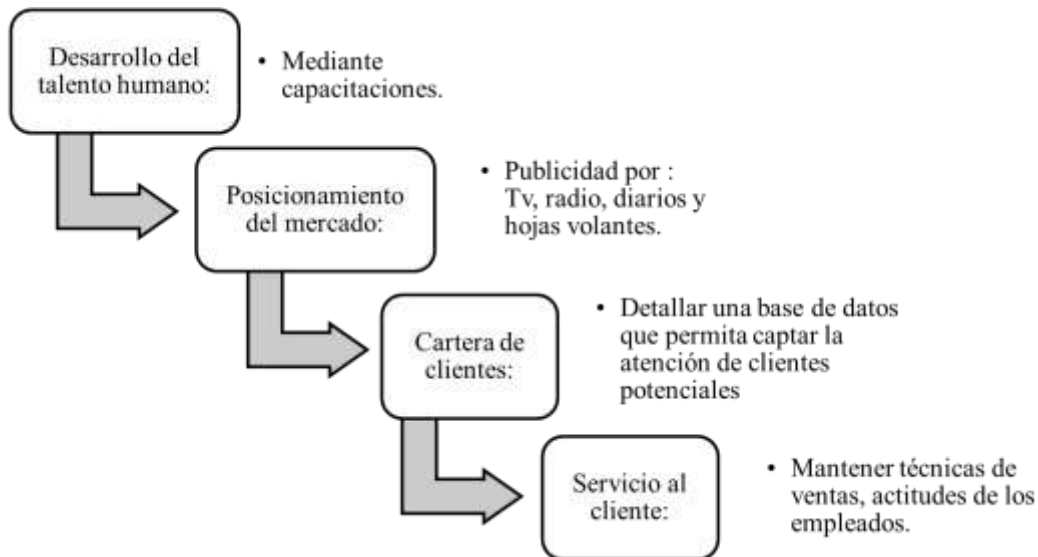 Desarrollo del
talento humano:
• Mediante
capacitaciones.
Posicionamiento
del mercado:
• Publicidad por :
Tv, radio, diarios y
hojas volantes.
Cartera de
clientes:
• Detallar una base de datos
que permita captar la
atención de clientes
potenciales
Servicio al
cliente:
• Mantener técnicas de
ventas, actitudes de los
empleados.